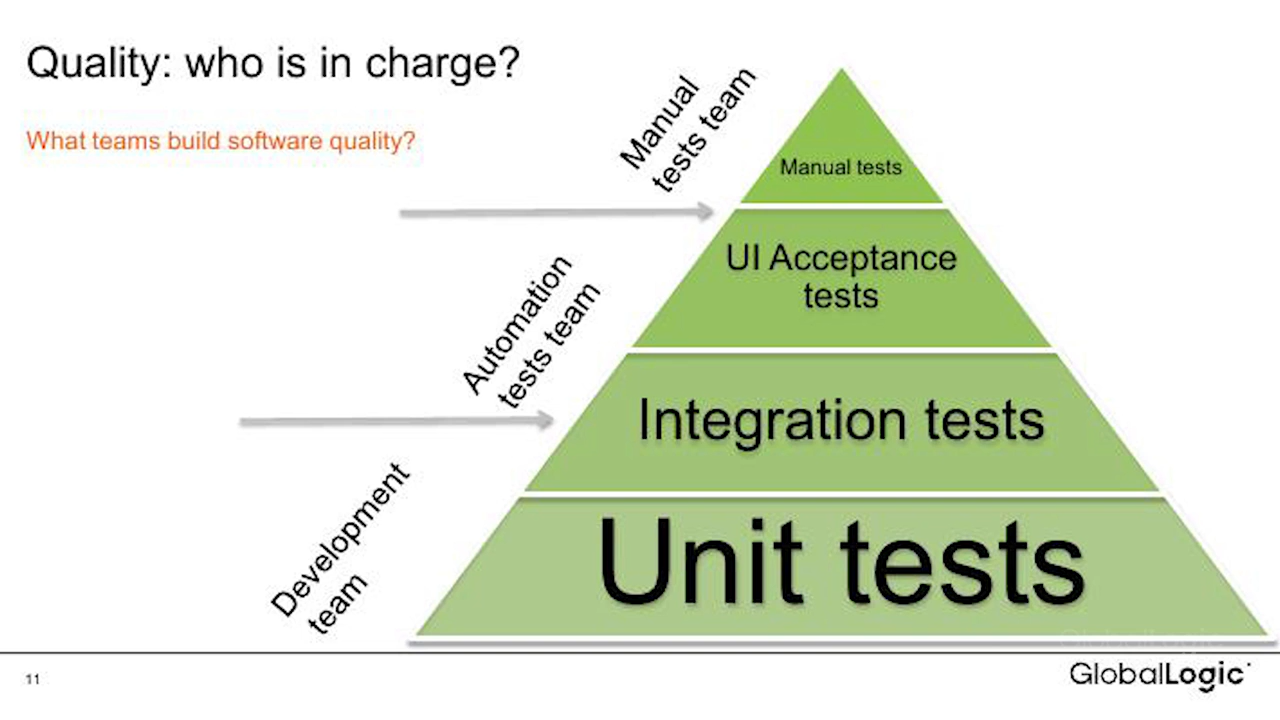 Quality: who is in charge?
What teams build software quality?
Manual
tests team
Manual tests
UI Acceptance
tests
Automation
tests team
Integration tests
Development
team
Unit tests
11
GlobalLogic